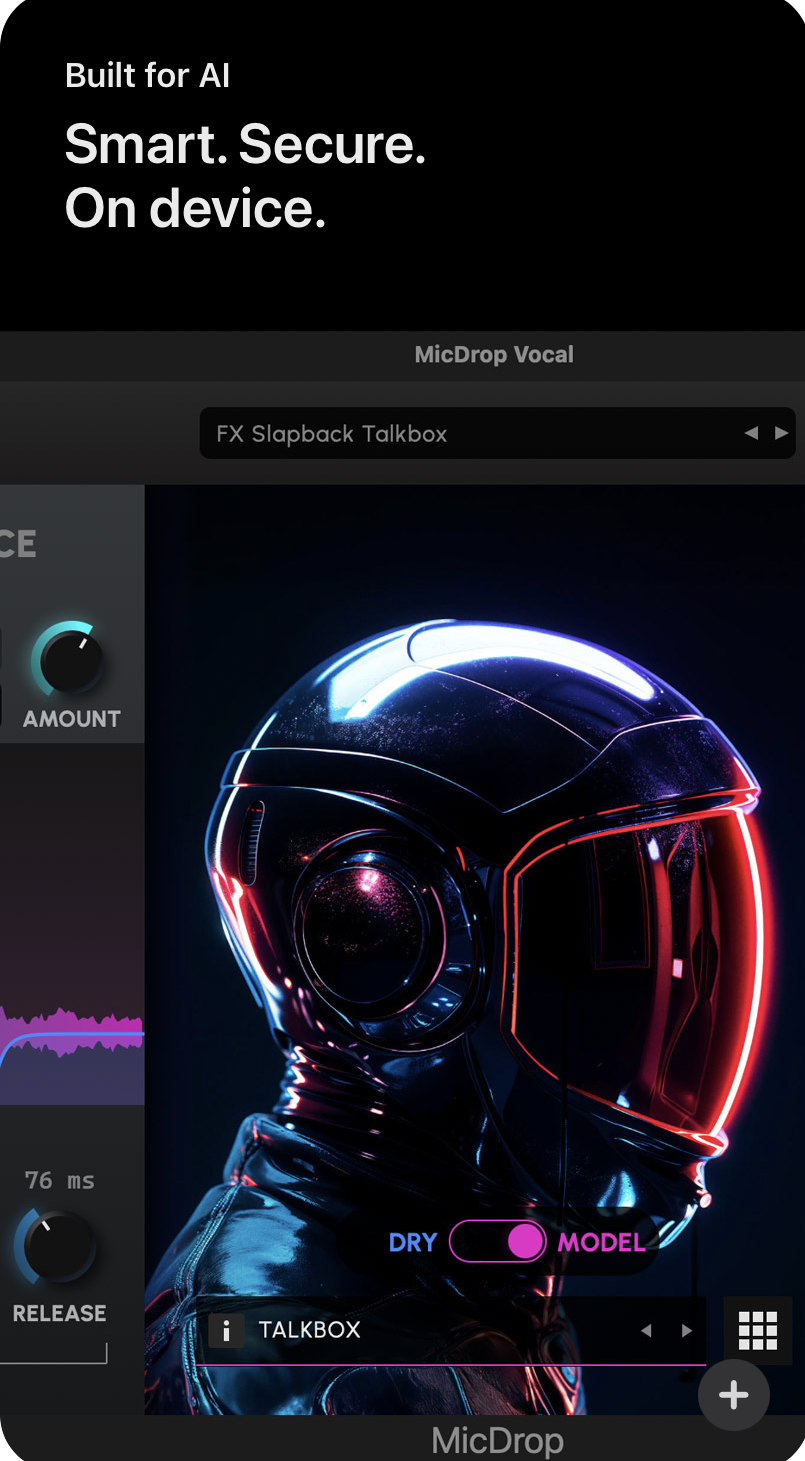 Built for AI
Smart. Secure.
On device.
MicDrop Vocal
FX Slapback Talkbox
CE
AMOUNT
76 ms
RELEASE
DRY
MODEL
i
TALKBOX
MicDrop